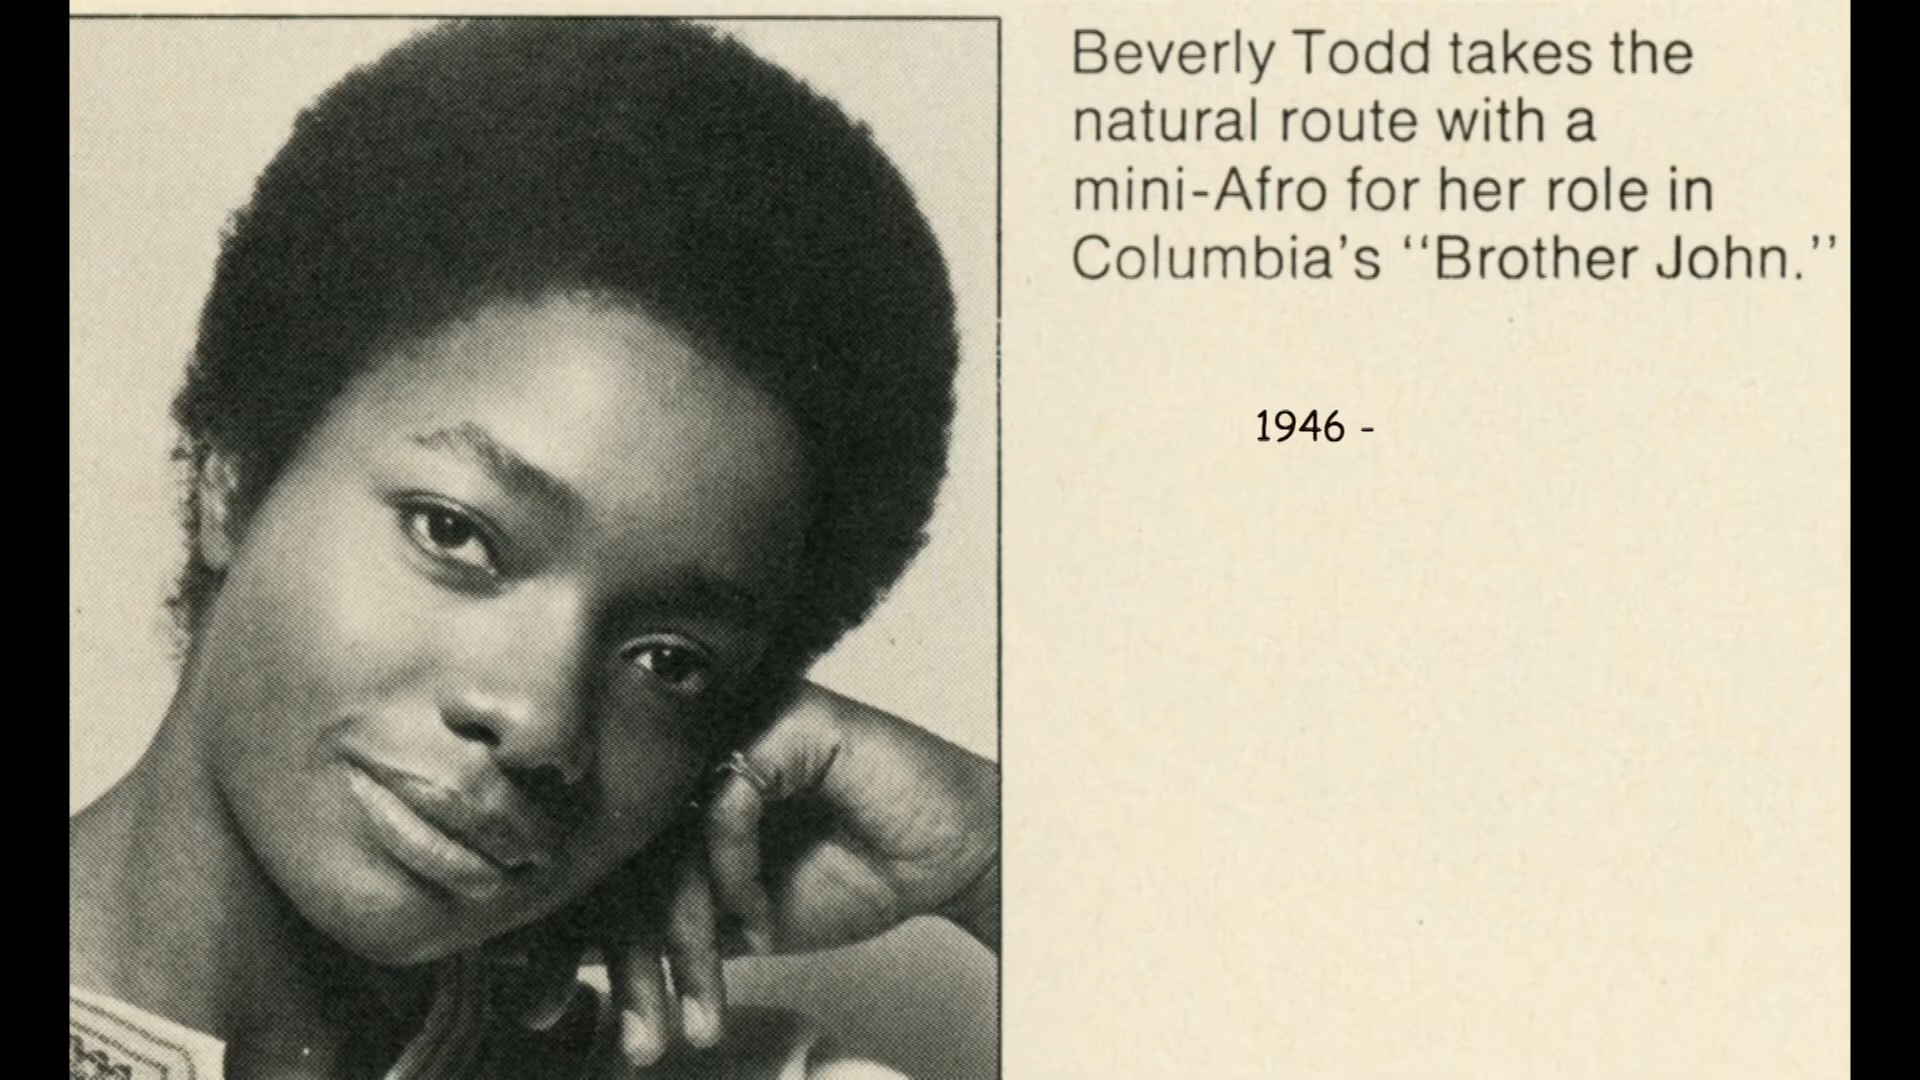 Beverly Todd takes the
natural route with a
mini-Afro for her role in
Columbia's ‘‘Brother John.’’
1946 -